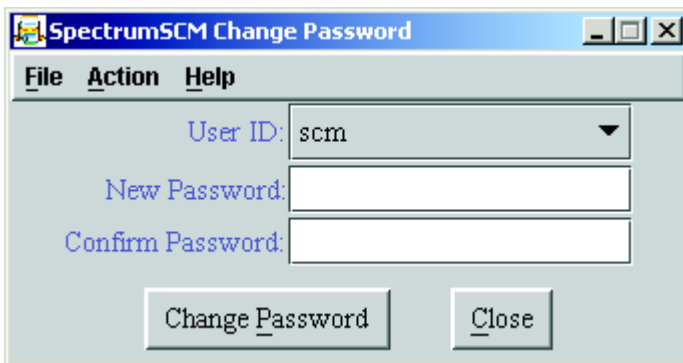 SpectrumSCM Change Password
File Action Help
User ID: scm
New Password:
Confirm Password:
Change Password Close